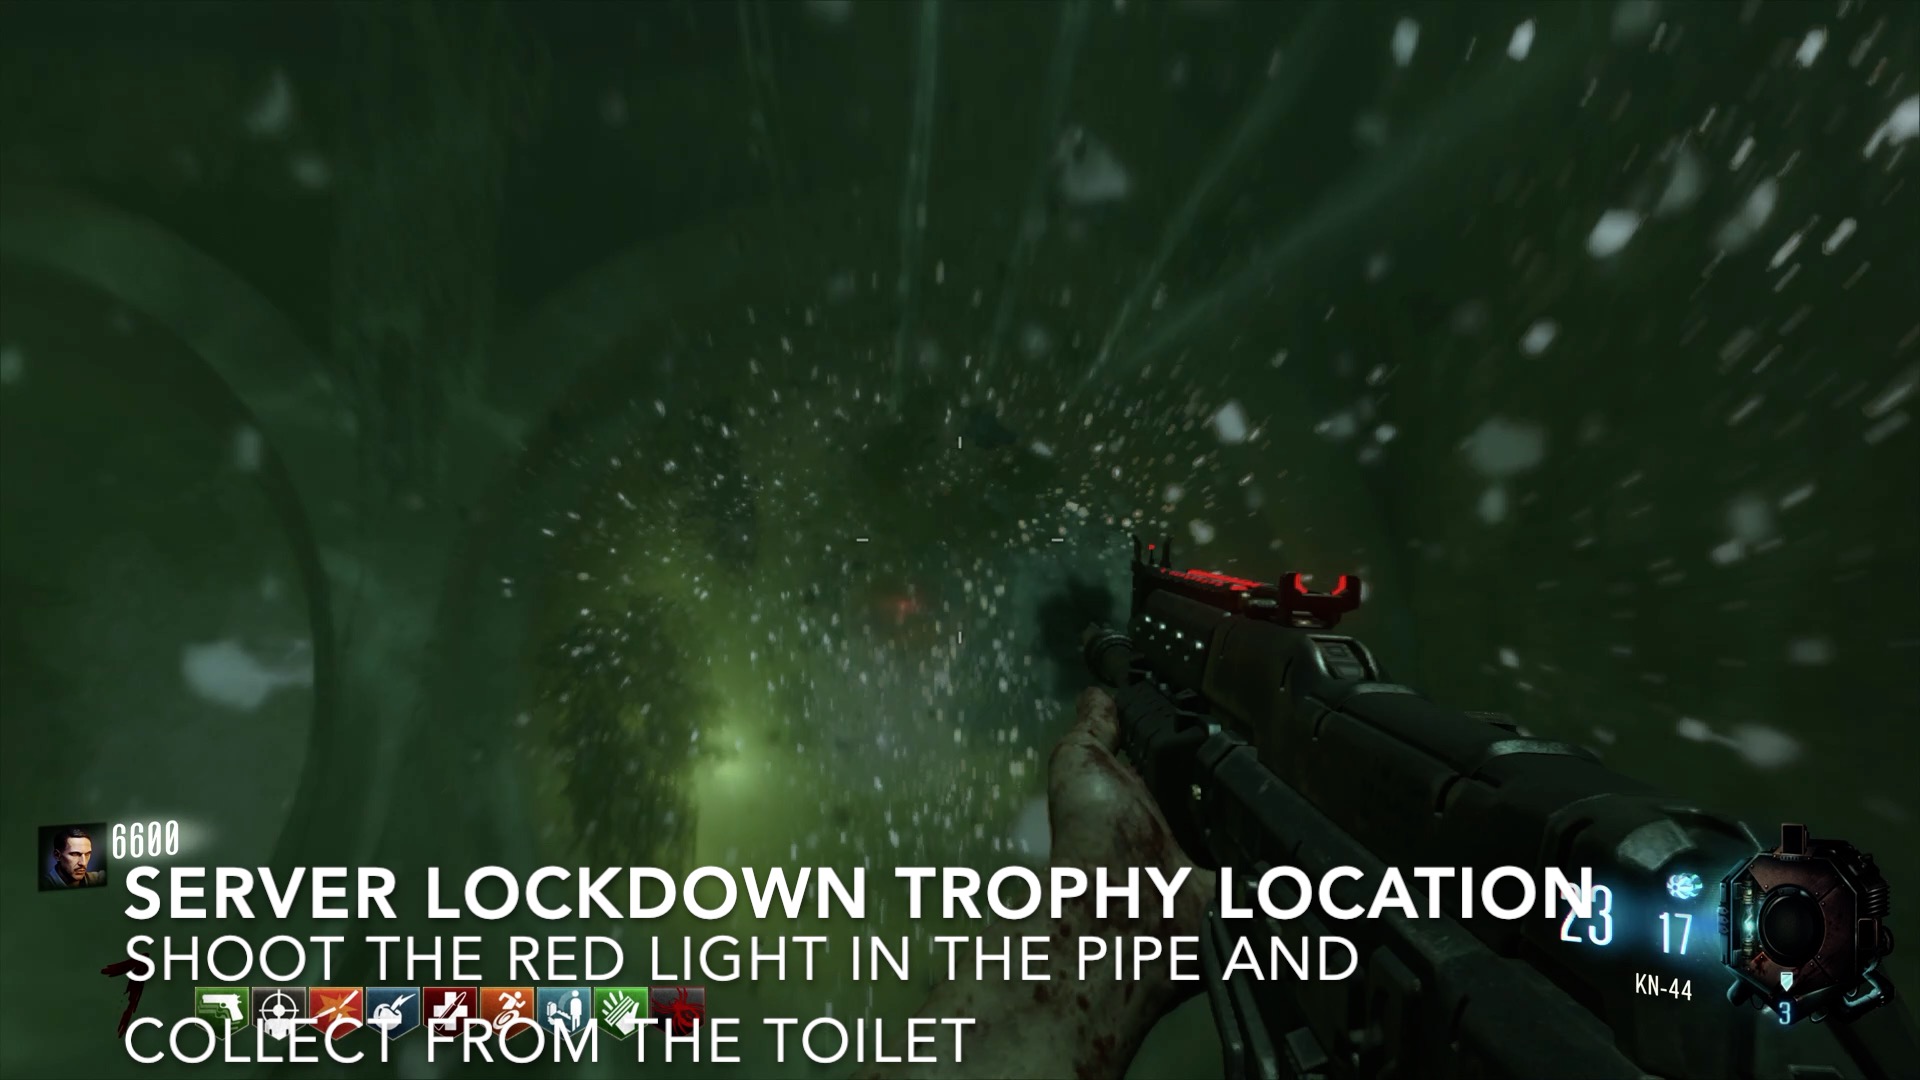 6600
SERVER LOCKDOWN TROPHY LOCATION
23
17
SHOOT THE RED LIGHT IN THE PIPE AND
KN-44
3
COLLECT FROM THE TOILET